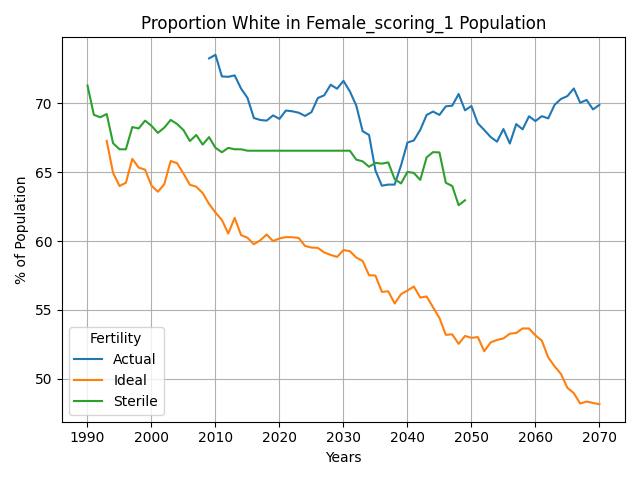 Proportion White in Female_scoring_1 Population
% of Population
70
65
60
55
50
Fertility
Actual
Ideal
Sterile
1990 2000 2010 2020 2030 2040 2050 2060 2070
Years